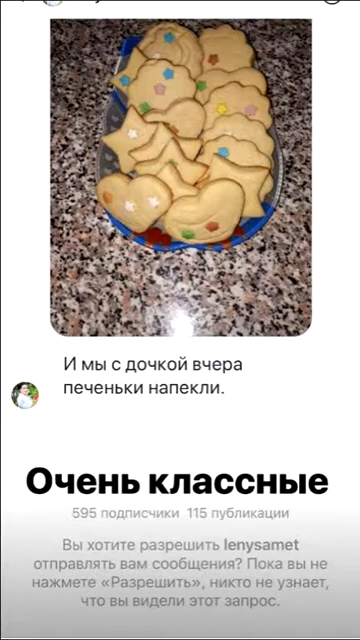 И мы с дочкой вчера
печеньки напекли.
Очень классные
595 подписчики 115 публикации
Вы хотите разрешить lenysamet
отправлять вам сообщения? Пока вы не
нажмете «Разрешить», никто не узнает,
что вы видели этот запрос.